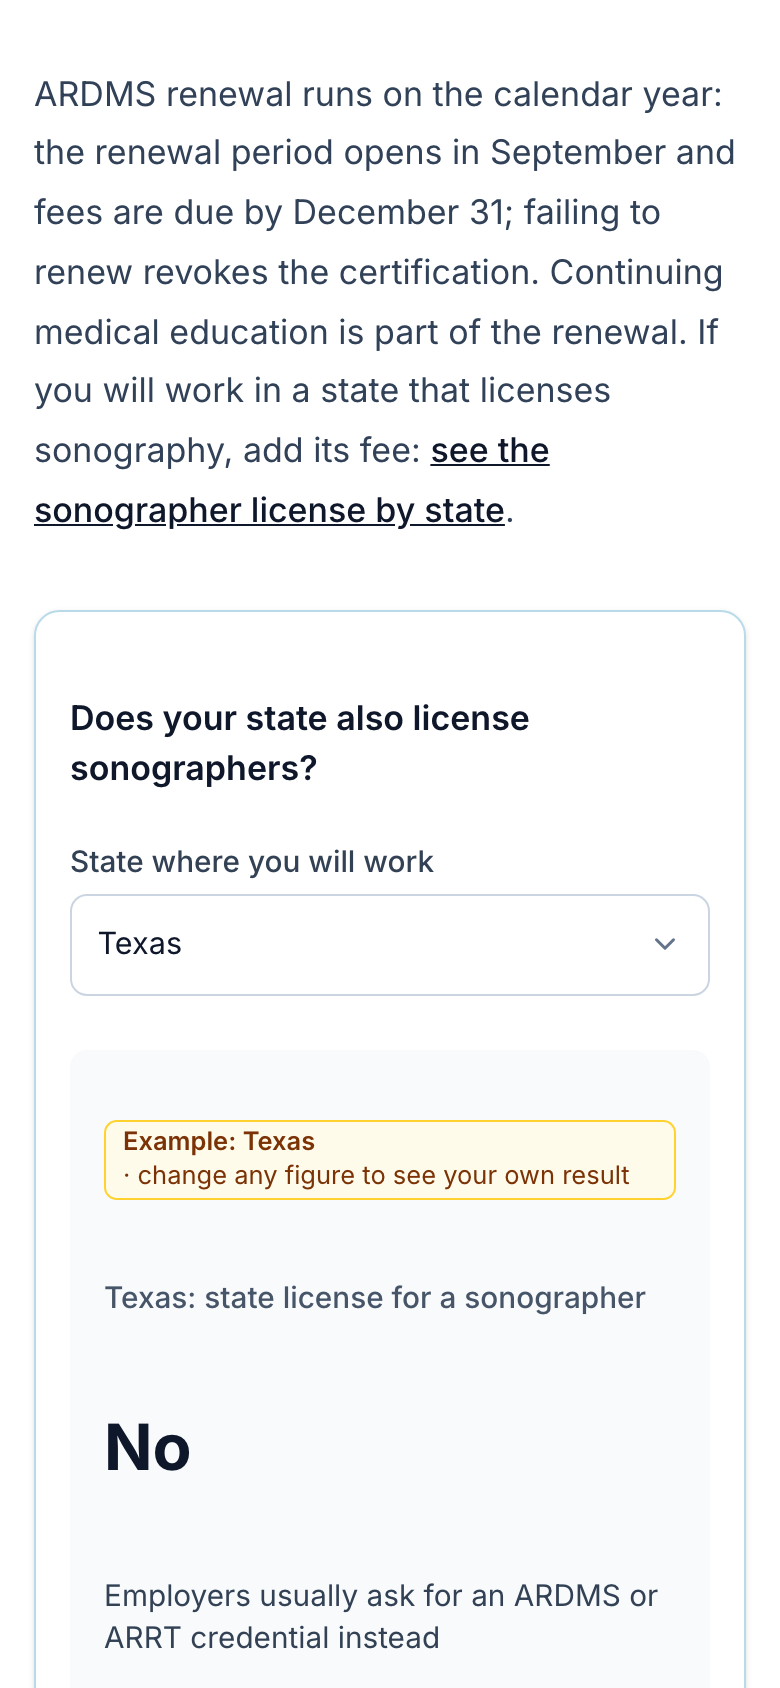 ARDMS renewal runs on the calendar year:
the renewal period opens in September and
fees are due by December 31; failing to
renew revokes the certification. Continuing
medical education is part of the renewal. If
you will work in a state that licenses
sonography, add its fee: see the
sonographer license by state.
Does your state also license
sonographers?
State where you will work
Texas
Example: Texas
· change any figure to see your own result
Texas: state license for a sonographer
No
Employers usually ask for an ARDMS or
ARRT credential instead